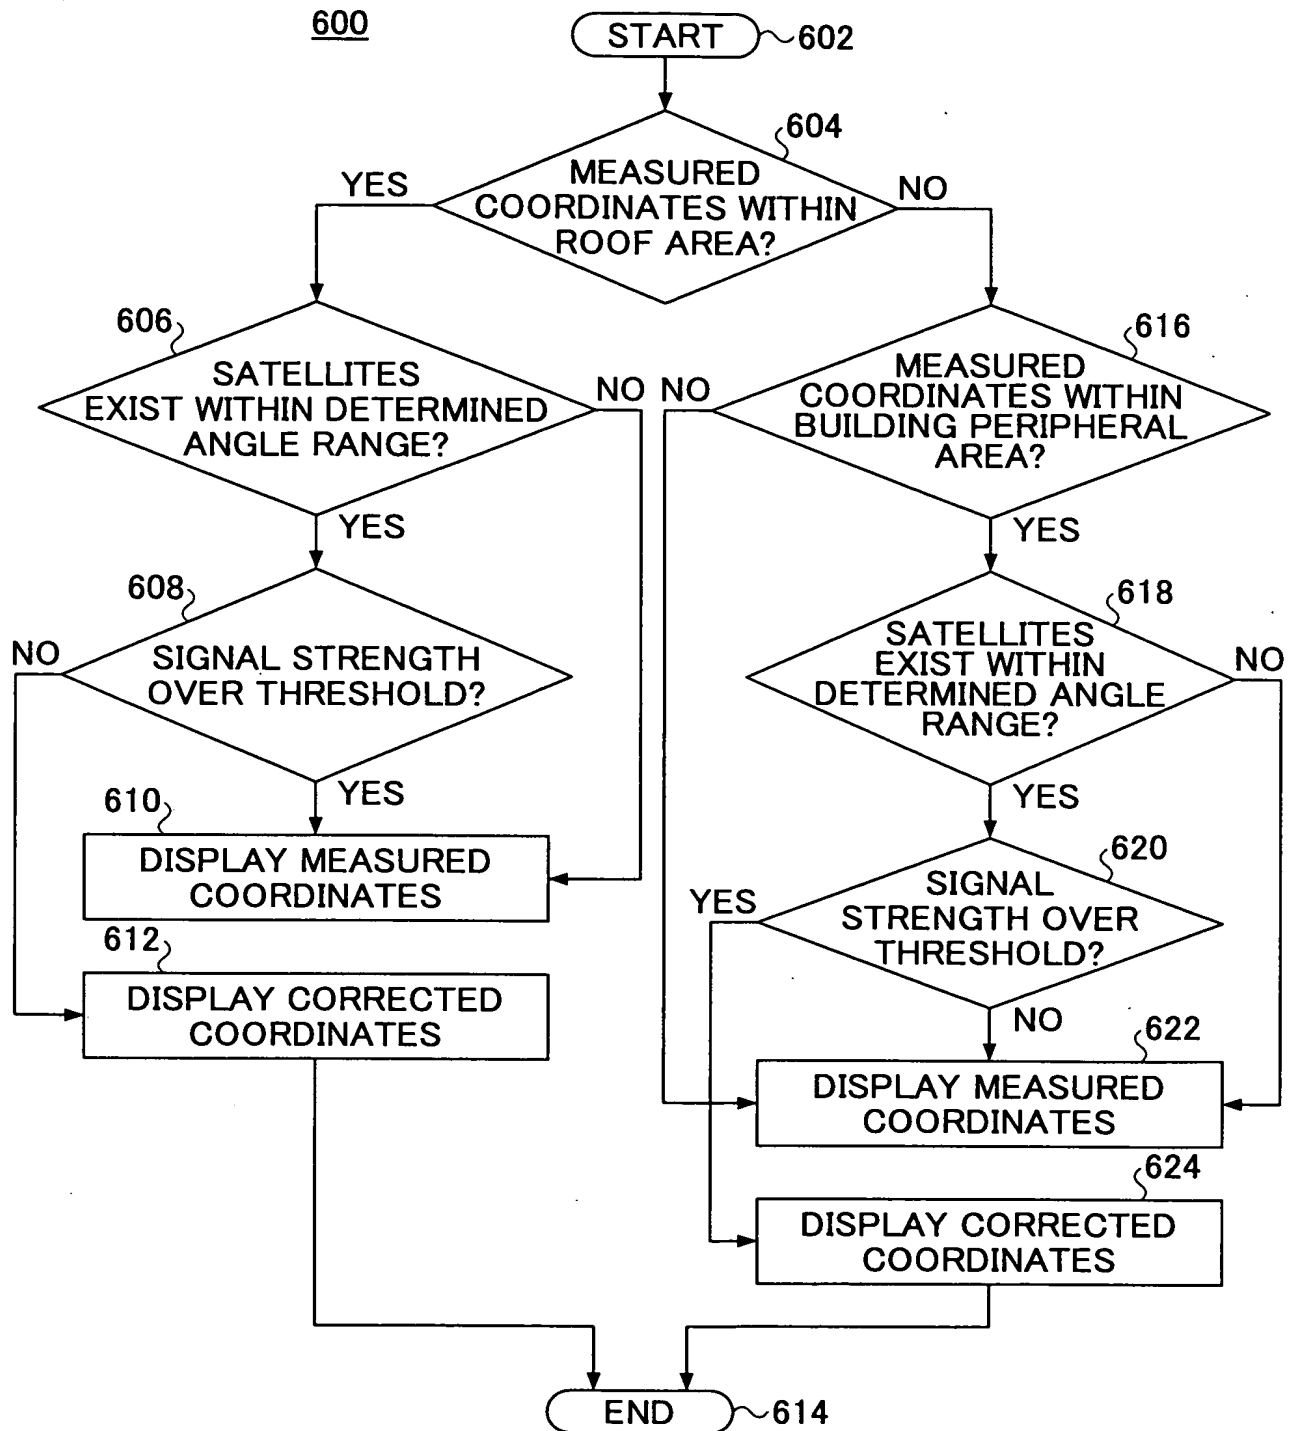 600
START
602
604
MEASURED
COORDINATES WITHIN
ROOF AREA?
YES
NO
606
SATELLITES
EXIST WITHIN DETERMINED
ANGLE RANGE?
NO
YES
616
MEASURED
COORDINATES WITHIN
BUILDING PERIPHERAL
AREA?
NO
YES
608
SIGNAL STRENGTH
OVER THRESHOLD?
NO
YES
618
SATELLITES
EXIST WITHIN
DETERMINED ANGLE
RANGE?
NO
YES
610
DISPLAY MEASURED
COORDINATES
620
SIGNAL
STRENGTH OVER
THRESHOLD?
YES
NO
612
DISPLAY CORRECTED
COORDINATES
622
DISPLAY MEASURED
COORDINATES
624
DISPLAY CORRECTED
COORDINATES
END
614